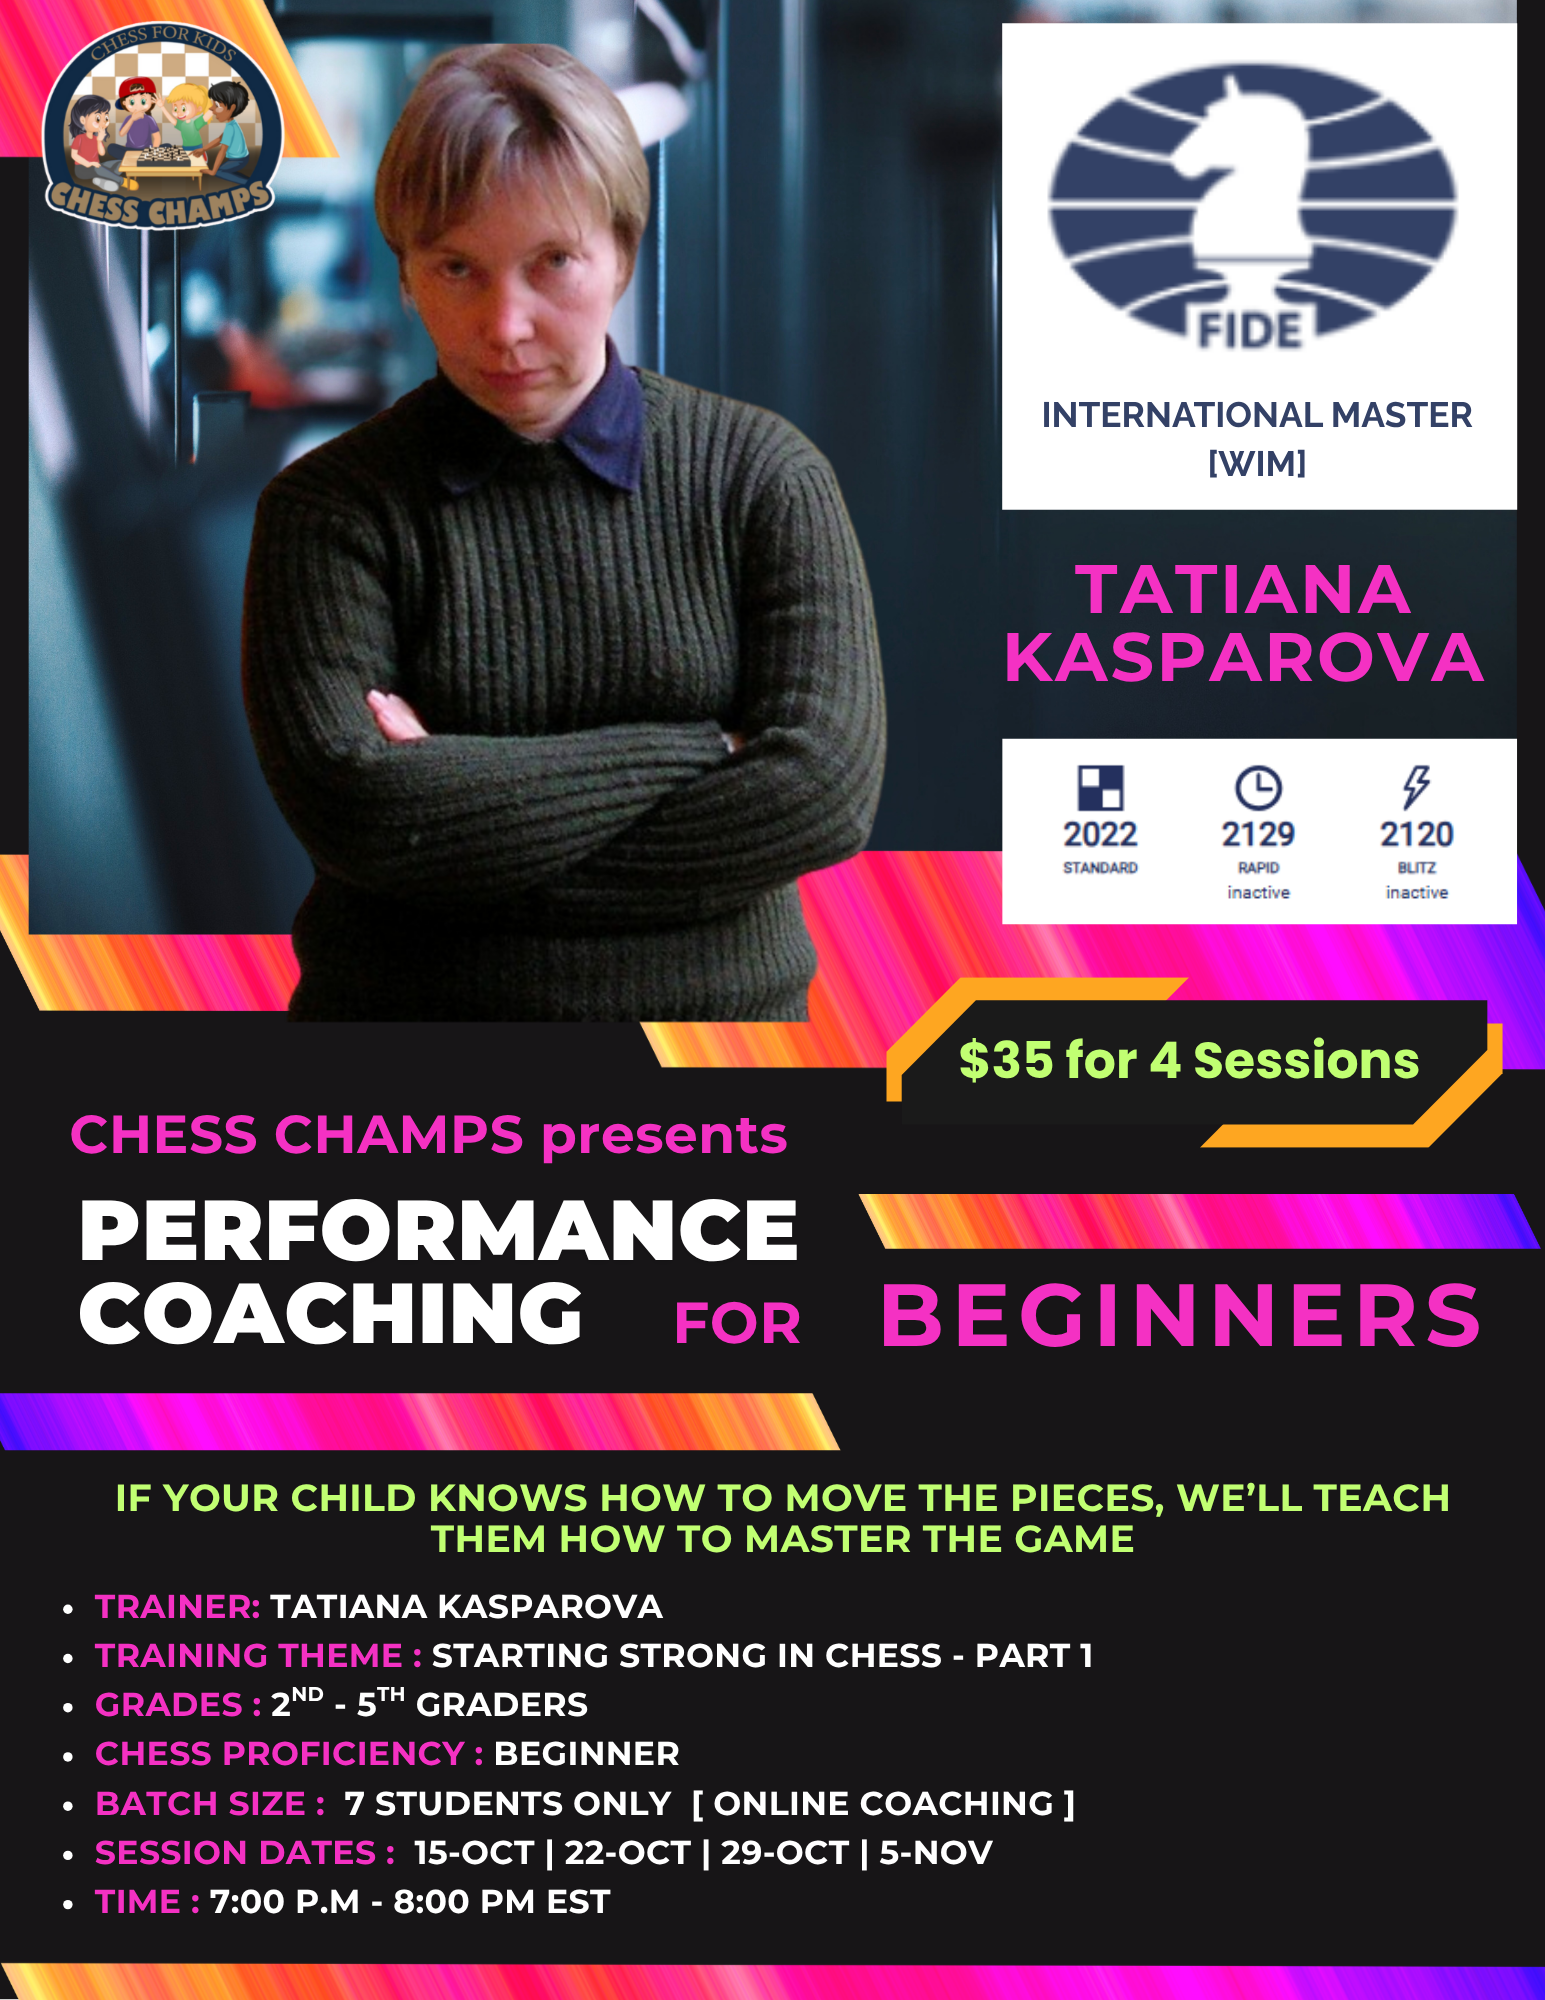 CHESS FOR KIDS
CHESS CHAMPS
FIDE
INTERNATIONAL MASTER
[WIM]
TATIANA
KASPAROVA
2022 2129 2120
STANDARD RAPID BLITZ
inactive inactive
$35 for 4 Sessions
CHESS CHAMPS presents
PERFORMANCE
COACHING FOR BEGINNERS
IF YOUR CHILD KNOWS HOW TO MOVE THE PIECES, WE’LL TEACH
THEM HOW TO MASTER THE GAME
• TRAINER: TATIANA KASPAROVA
• TRAINING THEME : STARTING STRONG IN CHESS - PART 1
• GRADES : 2ND - 5TH GRADERS
• CHESS PROFICIENCY : BEGINNER
• BATCH SIZE : 7 STUDENTS ONLY [ ONLINE COACHING ]
• SESSION DATES : 15-OCT | 22-OCT | 29-OCT | 5-NOV
• TIME : 7:00 P.M - 8:00 PM EST